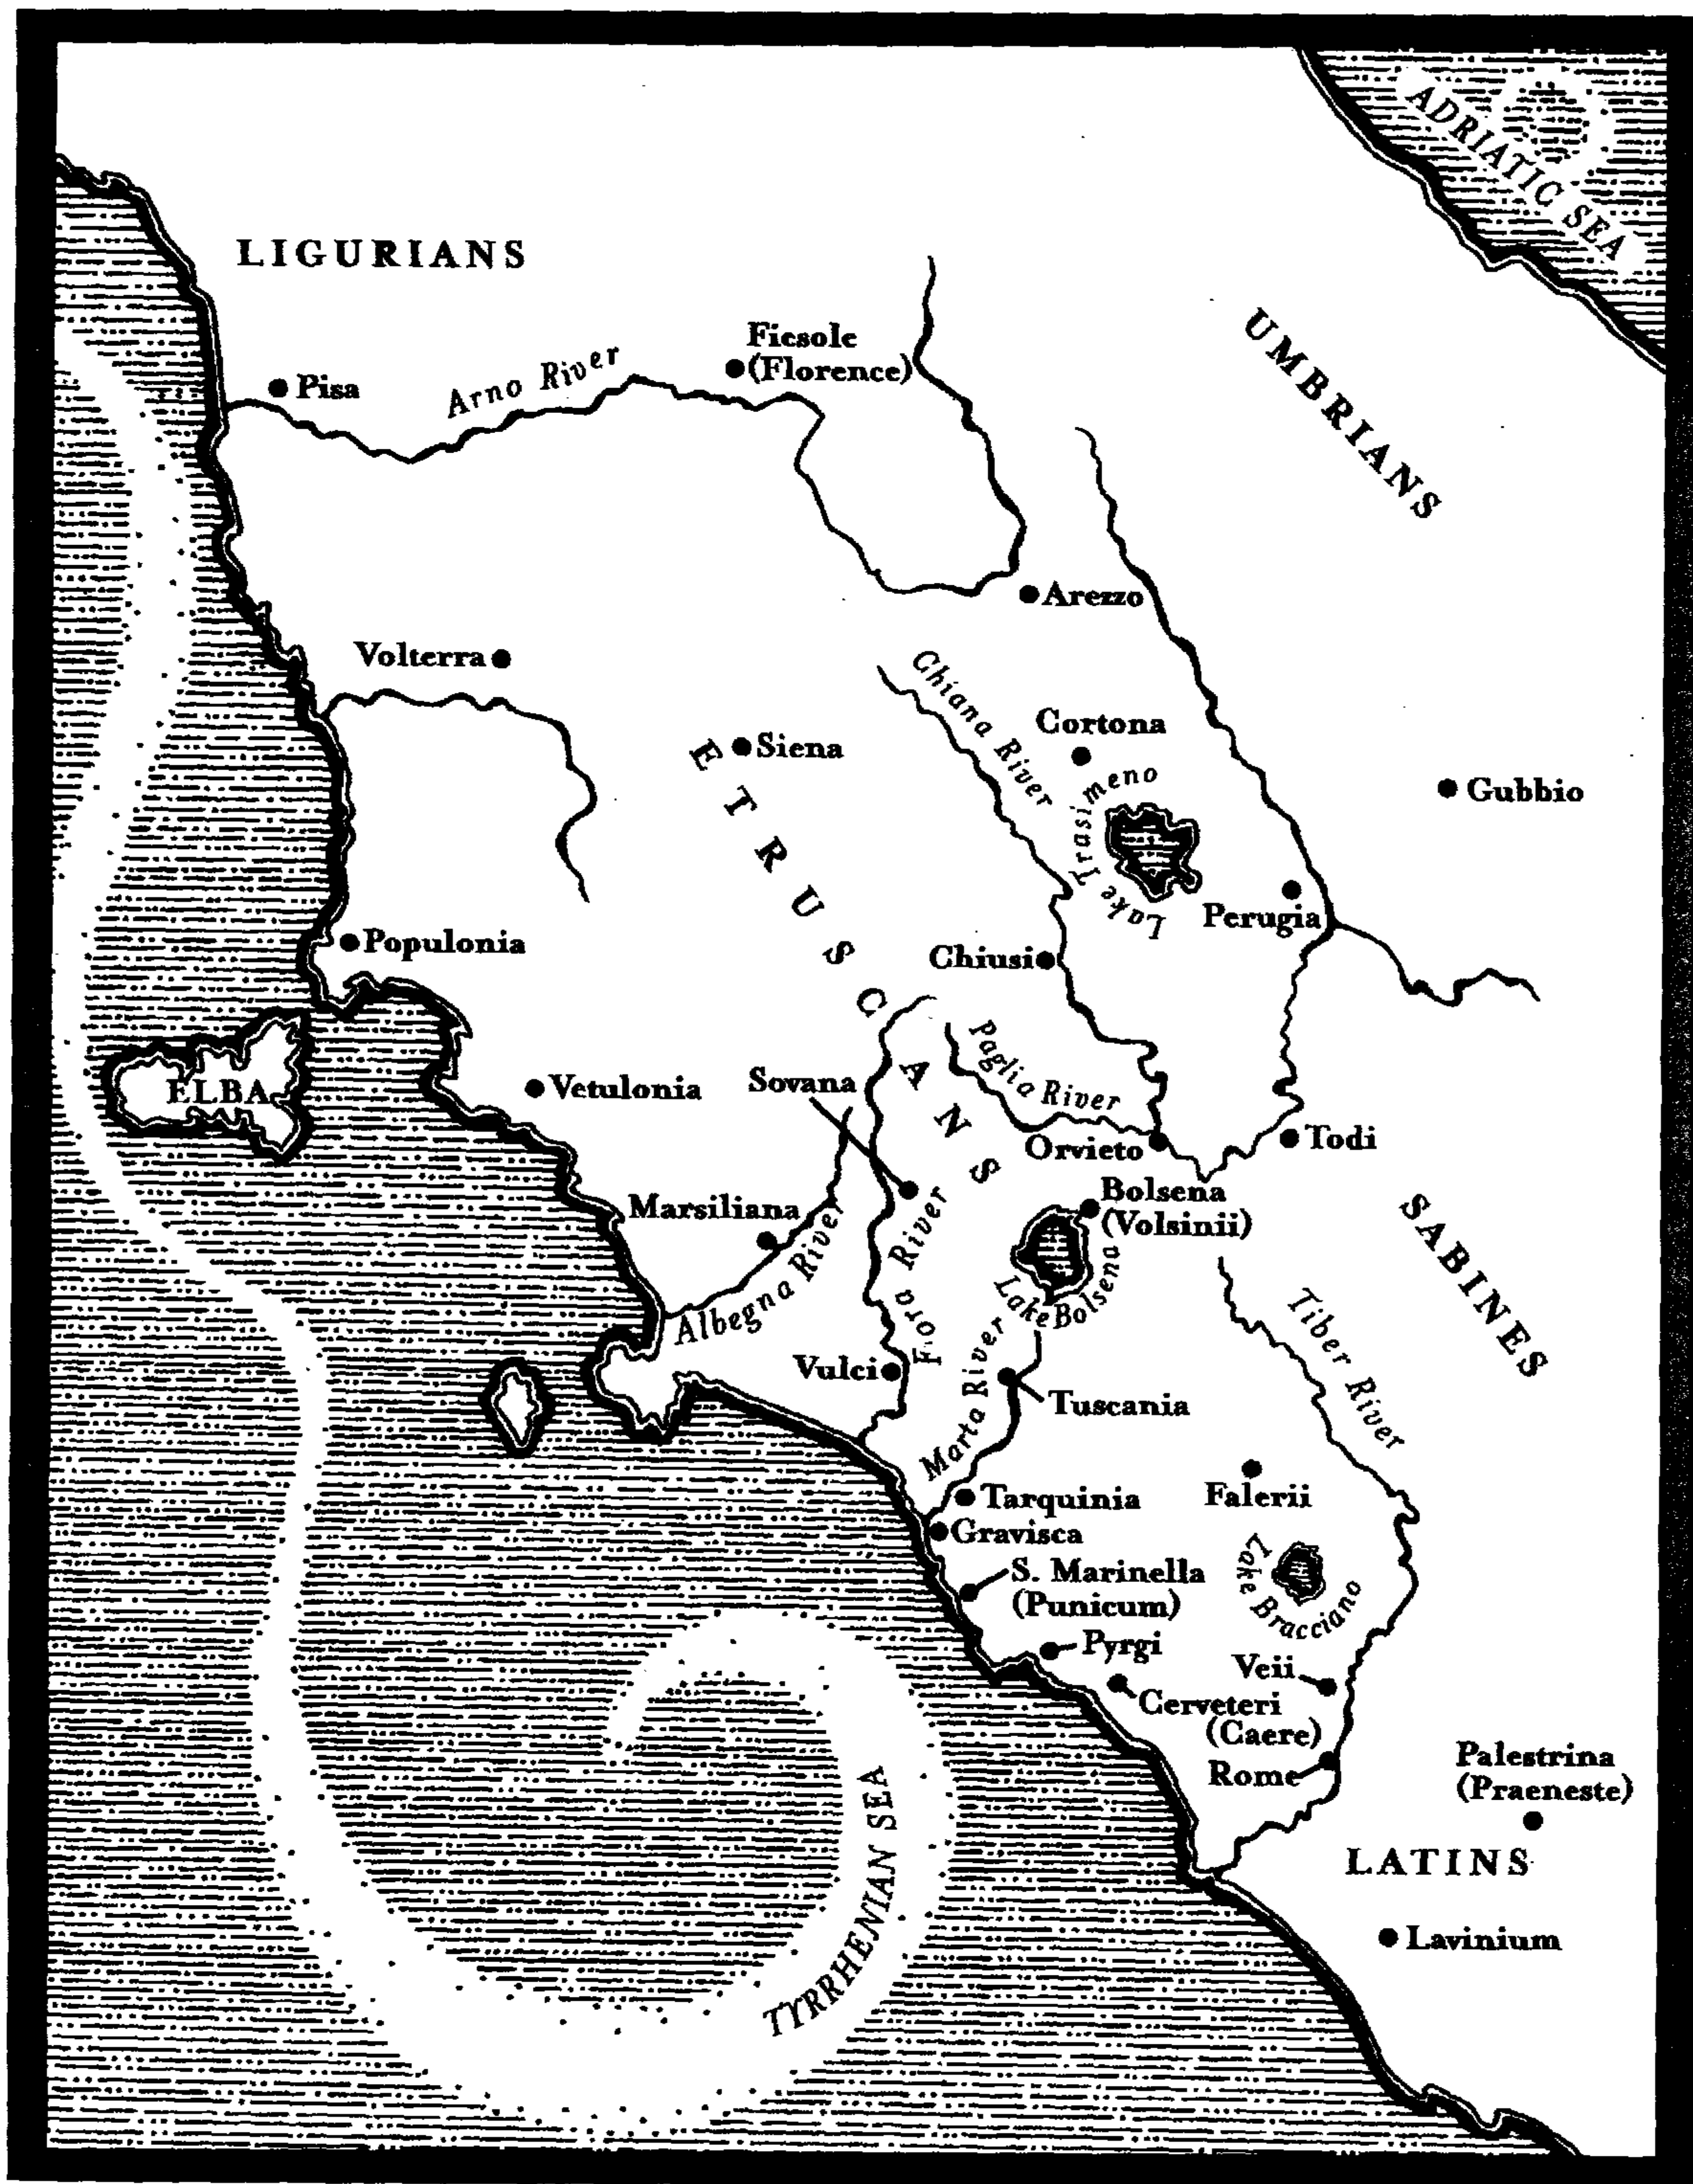 ADRIATIC SEA
LIGURIANS
UMBRIANS
Fiesole
(Florence)
Arno River
Pisa
Arezzo
Volterra
Chiana River
Cortona
Siena
Lake Trasimeno
Gubbio
ETRUSCANS
Perugia
Populonia
Chiusi
Paglia River
ELBA
Vetulonia
Sovana
Orvieto
Todi
Marsiliana
Bolsena
(Volsinii)
SABINES
Albegna River
Fora River
Lake Bolsena
Tiber River
Vulci
Marta River
Tuscania
Tarquinia
Falerii
Gravisca
S. Marinella
(Punicum)
Lake Bracciano
Pyrgi
Veii
Cerveteri
(Caere)
Rome
Palestrina
(Praeneste)
TYRRHENIAN SEA
LATINS
Lavinium